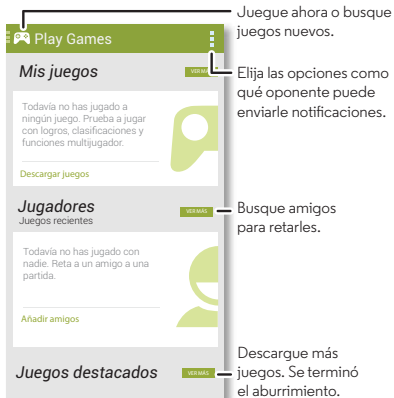 Play Games
Juegue ahora o busque
juegos nuevos.
Mis juegos
VER MÁS
Elija las opciones como
qué oponente puede
enviarle notificaciones.
Todavía no has jugado a
ningún juego. Prueba a jugar
con logros, clasificaciones y
funciones multijugador.
Descargar juegos
Jugadores
Juegos recientes
VER MÁS
Busque amigos
para retarles.
Todavía no has jugado con
nadie. Reta a un amigo a una
partida.
Añadir amigos
Juegos destacados
VER MÁS
Descargue más
juegos. Se terminó
el aburrimiento.